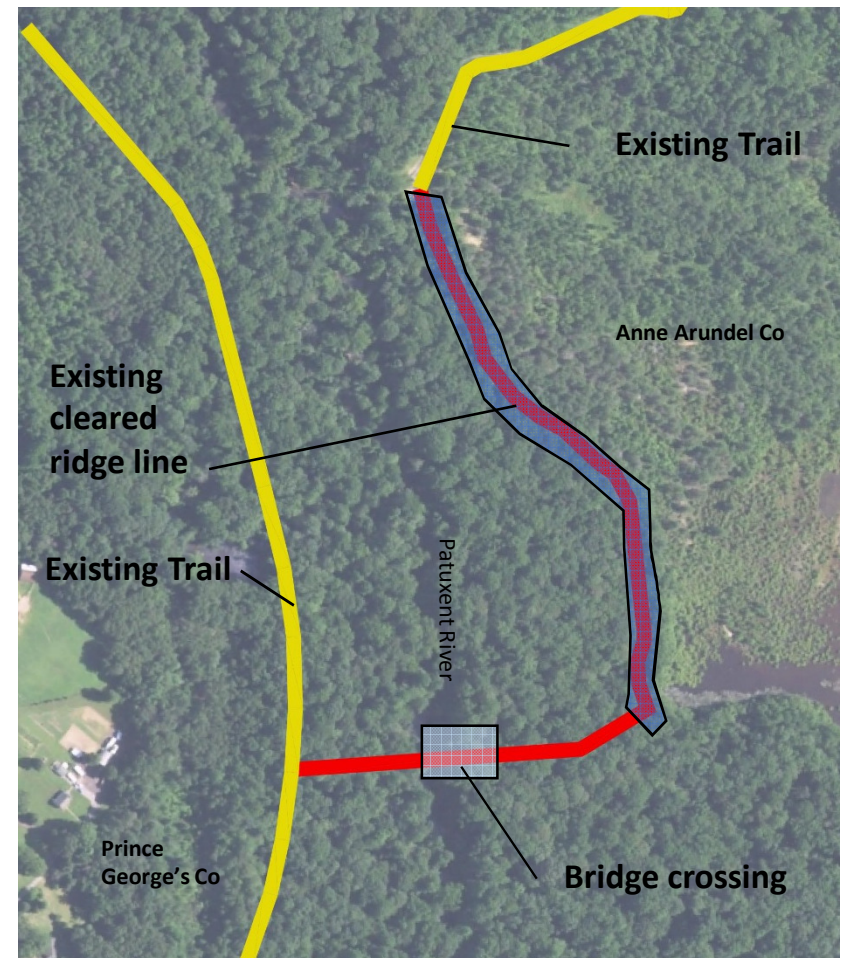 Existing Trail
Anne Arundel Co
Existing
cleared
ridge line
Existing Trail
Patuxent River
Prince
George's Co
Bridge crossing